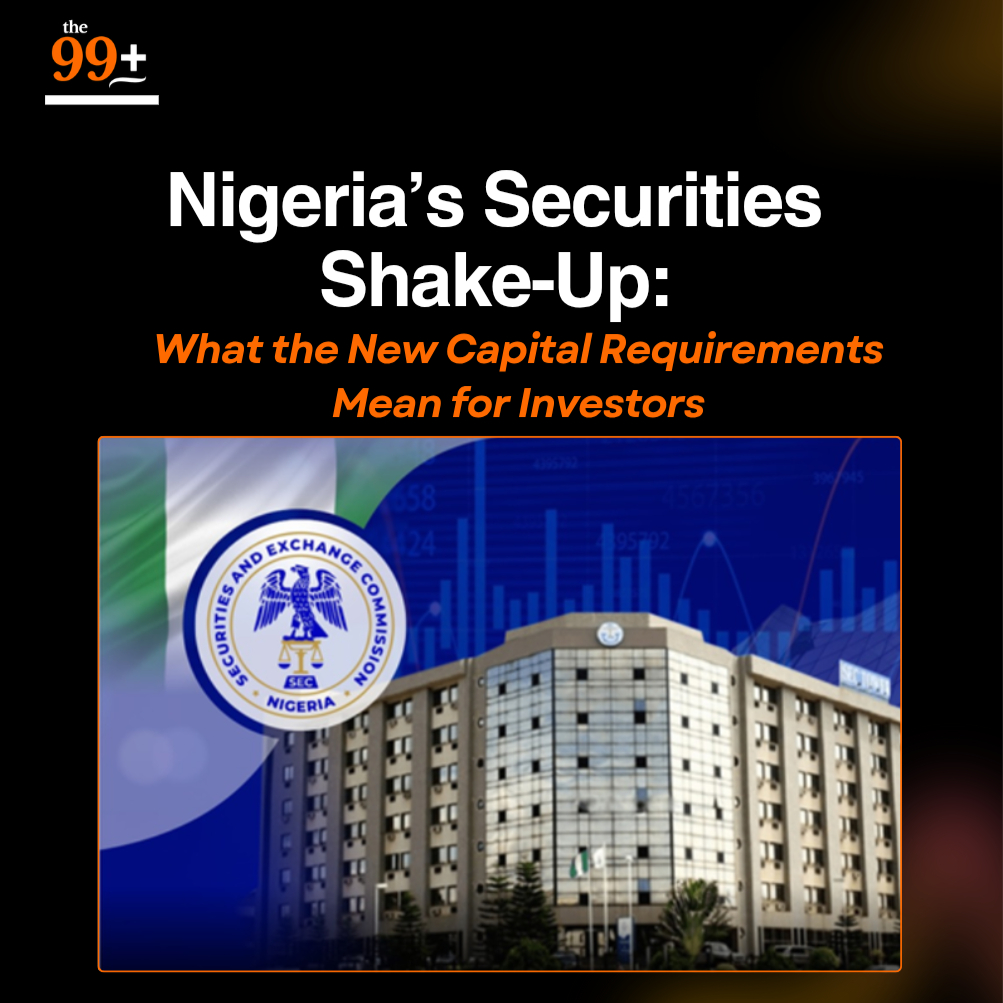 the
99+
Nigeria’s Securities
Shake-Up:
What the New Capital Requirements
Mean for Investors
SECURITIES AND EXCHANGE COMMISSION
SEC
NIGERIA
4567356